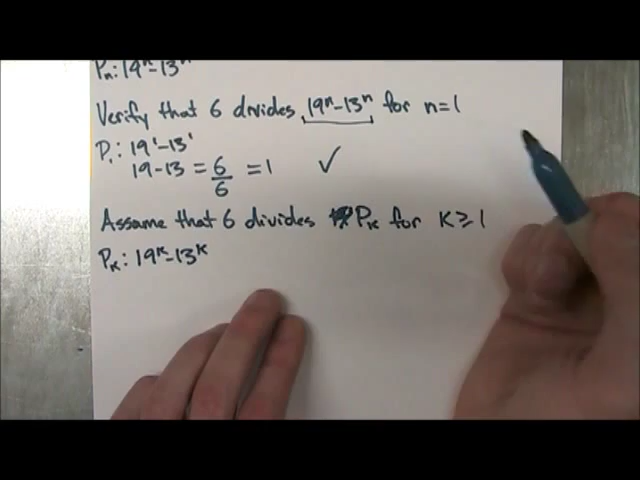 Pn: 19ⁿ-13ⁿ
Verify that 6 divides 19ⁿ-13ⁿ for n=1
P₁: 19¹-13¹
19-13 = 6/6 = 1 ✓
Assume that 6 divides Pₖ for K ≥ 1
Pₖ: 19ᵏ-13ᵏ